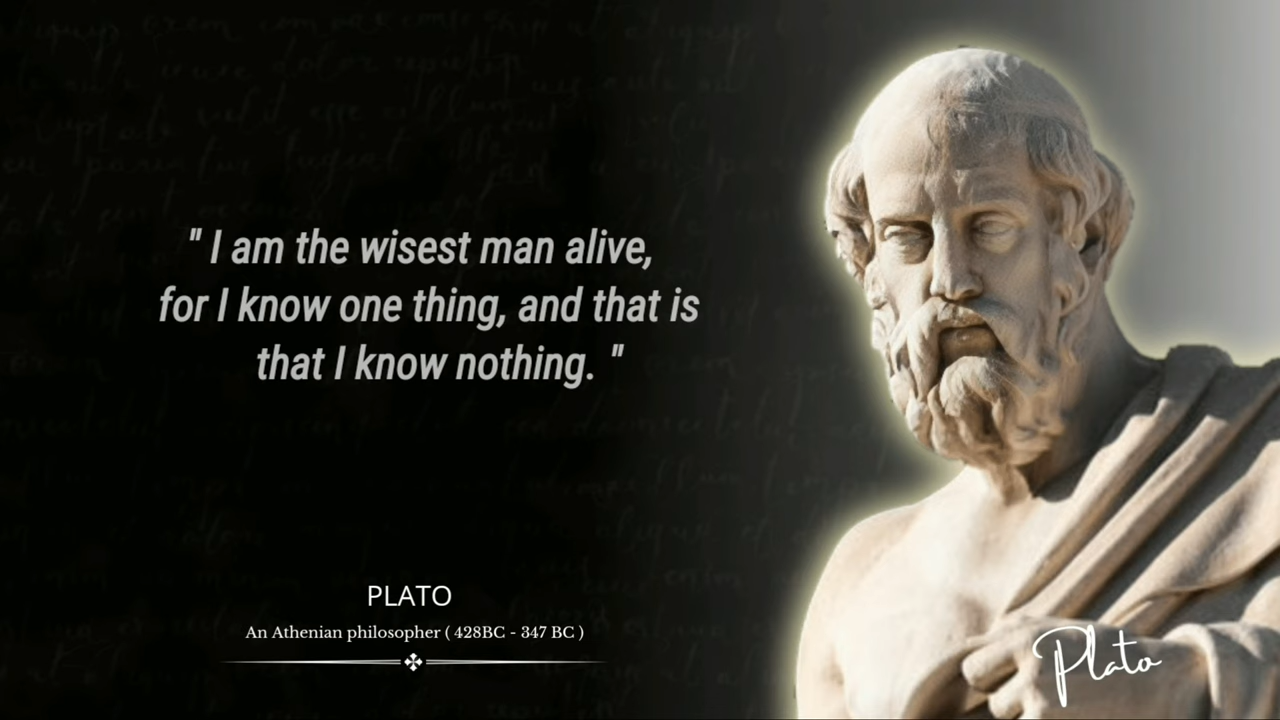 " I am the wisest man alive,
for I know one thing, and that is
that I know nothing. "
PLATO
An Athenian philosopher ( 428BC - 347 BC )
Plato